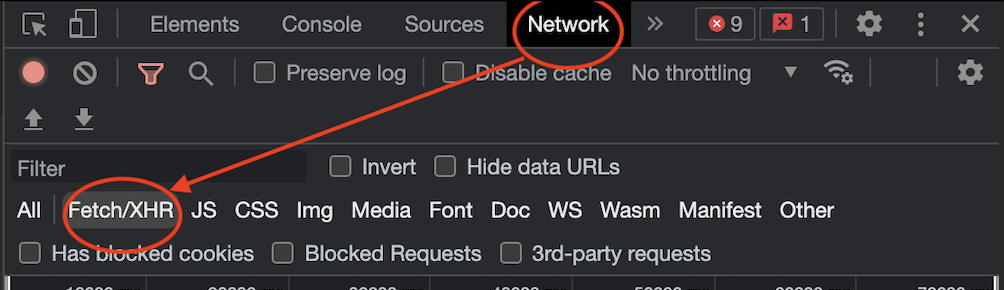 Elements Console Sources Network » 9 1
Preserve log Disable cache No throttling
Filter Invert Hide data URLs
All Fetch/XHR JS CSS Img Media Font Doc WS Wasm Manifest Other
Has blocked cookies Blocked Requests 3rd-party requests